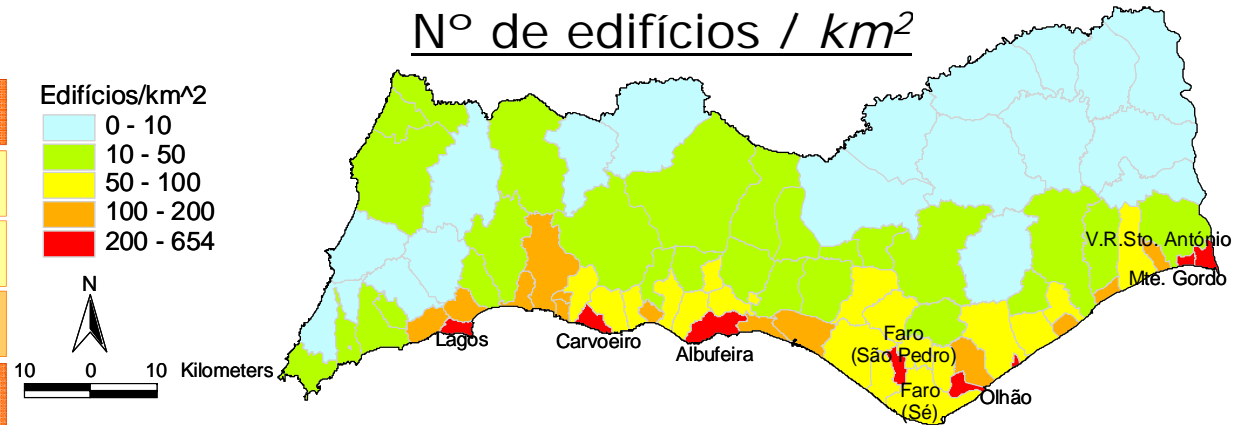 Nº de edifícios / km²
Edifícios/km^2
0 - 10
10 - 50
50 - 100
100 - 200
200 - 654
N
10 0 10 Kilometers
V.R.Sto. António
Mte. Gordo
Lagos
Carvoeiro
Albufeira
Faro
(São Pedro)
Faro
(Sé)
Olhão